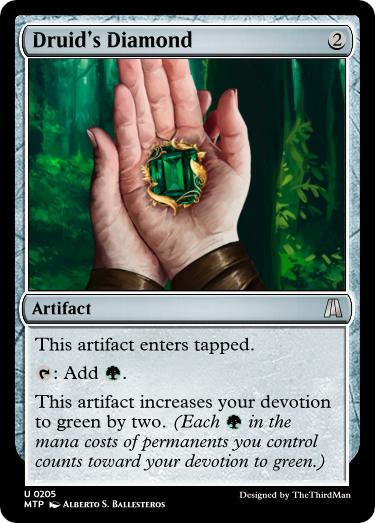 Druid's Diamond 2
Artifact
This artifact enters tapped.
: Add .
This artifact increases your devotion
to green by two. (Each in the
mana costs of permanents you control
counts toward your devotion to green.)
U 0205
MTP Alberto S. Ballesteros
Designed by TheThirdMan